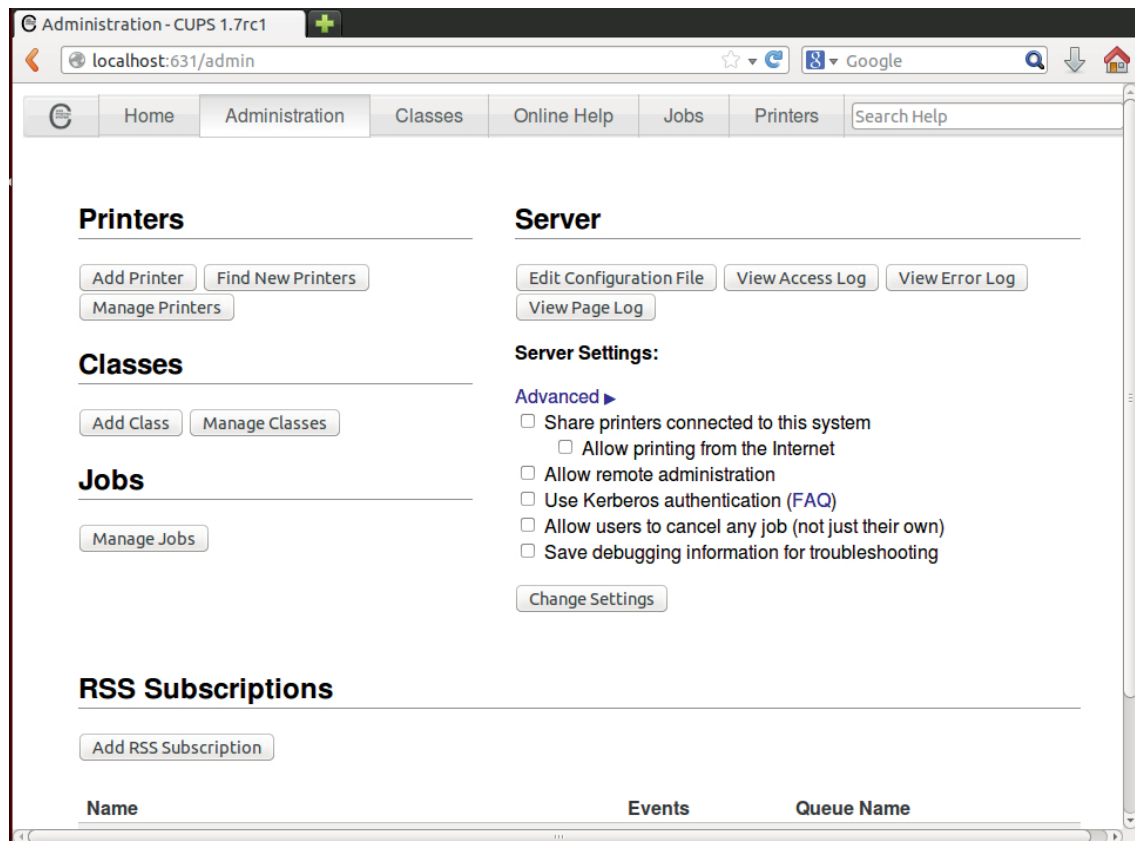 Administration - CUPS 1.7rc1
localhost:631/admin
Google
Home Administration Classes Online Help Jobs Printers Search Help
Printers
Add Printer Find New Printers
Manage Printers
Classes
Add Class Manage Classes
Jobs
Manage Jobs
Server
Edit Configuration File View Access Log View Error Log
View Page Log
Server Settings:
Advanced ▶
Share printers connected to this system
Allow printing from the Internet
Allow remote administration
Use Kerberos authentication (FAQ)
Allow users to cancel any job (not just their own)
Save debugging information for troubleshooting
Change Settings
RSS Subscriptions
Add RSS Subscription
Name Events Queue Name